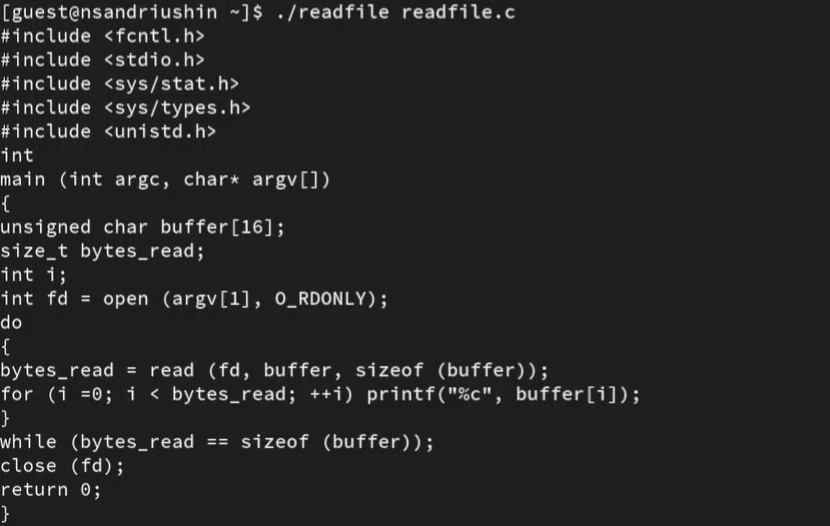 [guest@nsandriushin ~]$ ./readfile readfile.c
#include <fcntl.h>
#include <stdio.h>
#include <sys/stat.h>
#include <sys/types.h>
#include <unistd.h>
int
main (int argc, char* argv[])
{
unsigned char buffer[16];
size_t bytes_read;
int i;
int fd = open (argv[1], O_RDONLY);
do
{
bytes_read = read (fd, buffer, sizeof (buffer));
for (i =0; i < bytes_read; ++i) printf("%c", buffer[i]);
}
while (bytes_read == sizeof (buffer));
close (fd);
return 0;
}